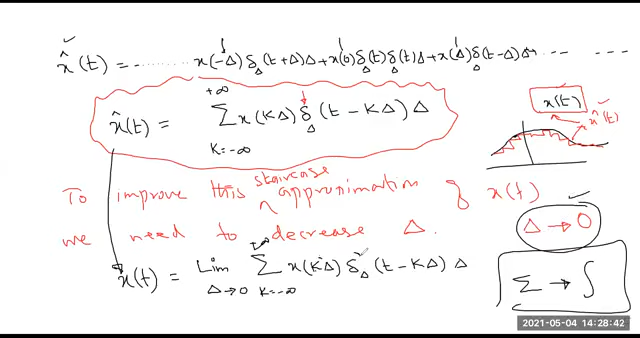 x̂(t) = ........ x(-Δ) δ_Δ(t+Δ)Δ + x(0) δ_Δ(t) δ_Δ(t) Δ + x(Δ) δ_Δ(t-Δ) Δ + --- ---
x̂(t) = Σ_{K=-∞}^{+∞} x(KΔ) δ_Δ(t-KΔ) Δ
x(t)
x̂(t)
To improve this staircase approximation of x(t)
we need to decrease Δ.
Δ → 0
x(t) = Lim_{Δ→0} Σ_{K=-∞}^{+∞} x(KΔ) δ_Δ(t-KΔ) Δ
Σ → ∫
2021-05-04 14:28:42